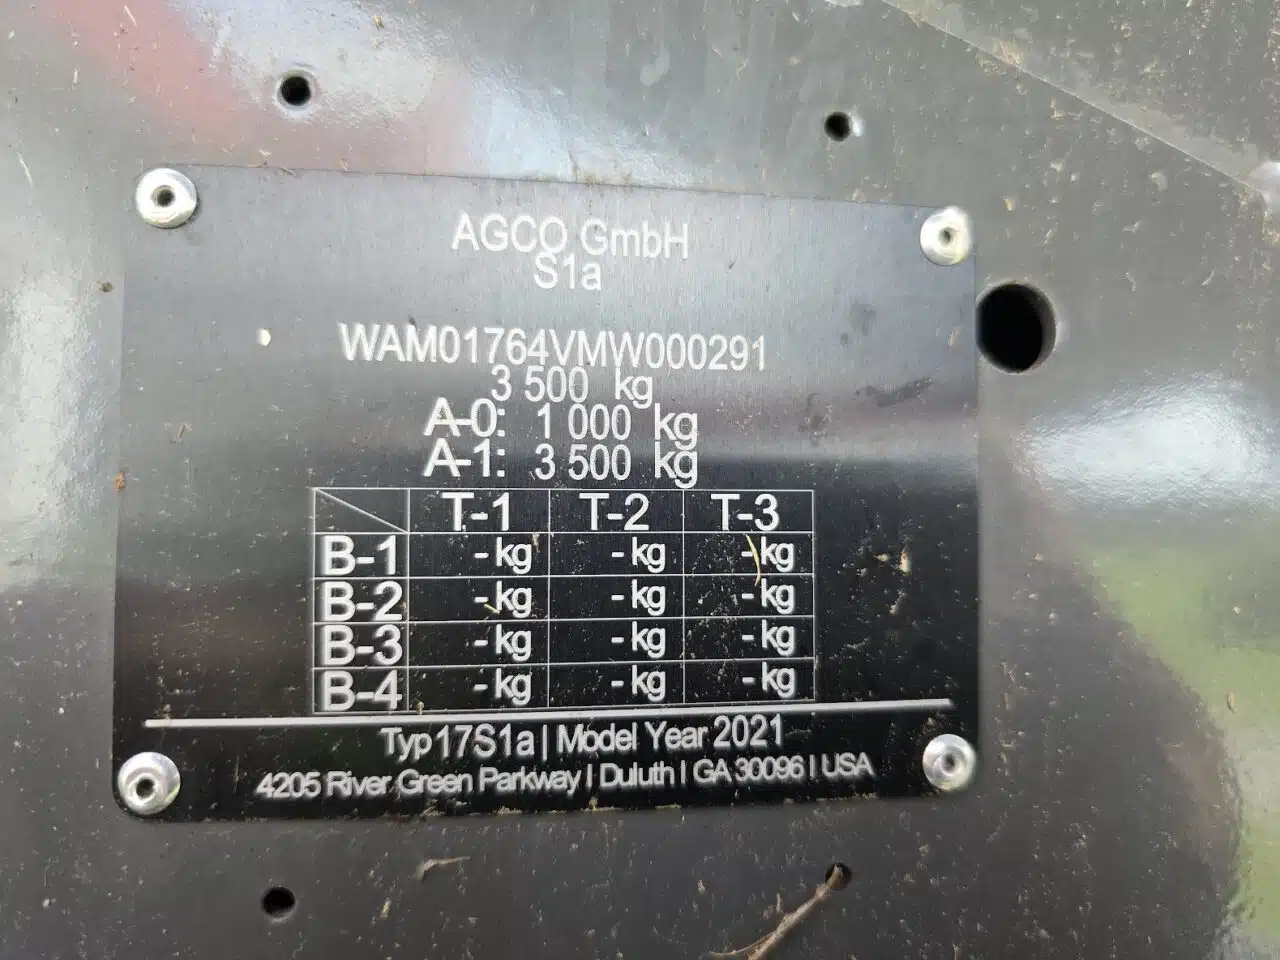 AGCO GmbH
S1a
WAM01764VMW000291
3 500 kg
A-0: 1 000 kg
A-1: 3 500 kg
T-1 T-2 T-3
B-1 - kg - kg - kg
B-2 - kg - kg - kg
B-3 - kg - kg - kg
B-4 - kg - kg - kg
Typ 17S1a | Model Year 2021
4205 River Green Parkway | Duluth | GA 30096 | USA